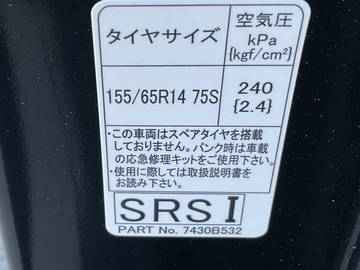 タイヤサイズ 空気圧
kPa
{kgf/cm²}
155/65R14 75S 240
{2.4}
・この車両はスペアタイヤを搭載
しておりません。パンク時は車載
の応急修理キットをご使用下さい。
・使用に際しては取扱説明書を
お読み下さい。
SRS I
PART No. 7430B532